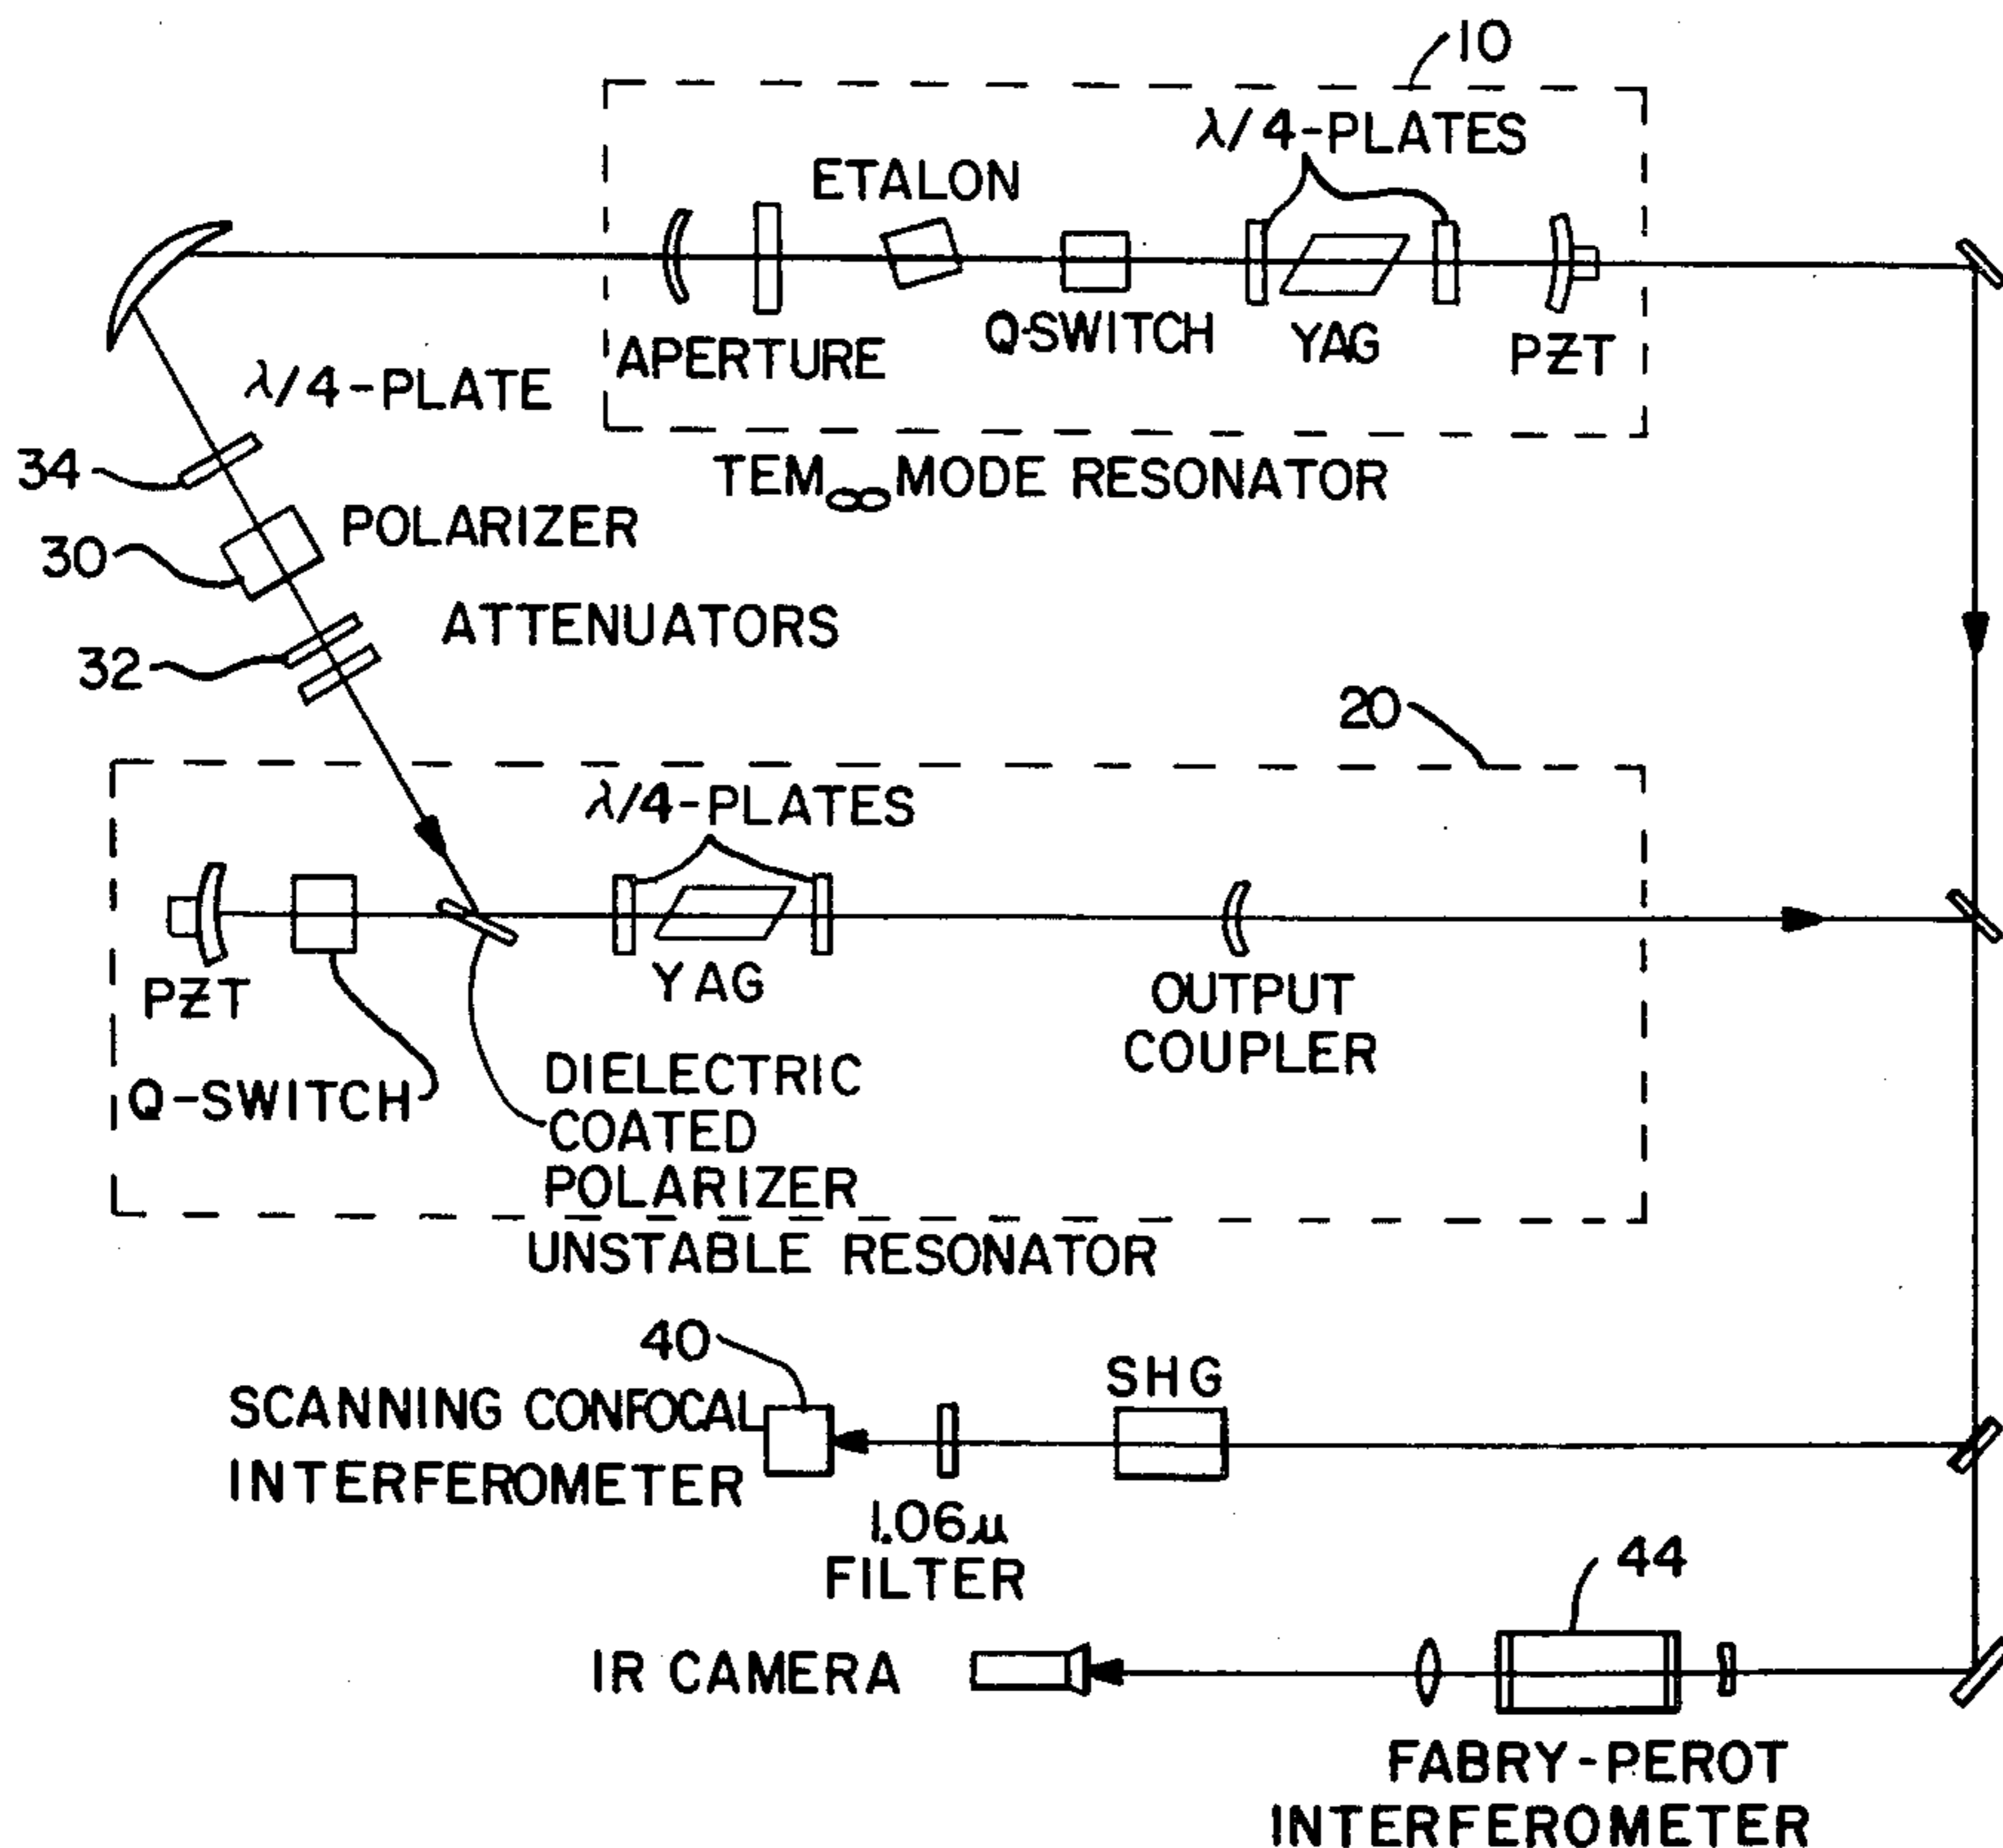 10
λ/4-PLATES
ETALON
Q-SWITCH
YAG
PZT
APERTURE
TEM∞ MODE RESONATOR
λ/4-PLATE
34
POLARIZER
30
ATTENUATORS
32
20
λ/4-PLATES
PZT
YAG
OUTPUT
COUPLER
Q-SWITCH
DIELECTRIC
COATED
POLARIZER
UNSTABLE RESONATOR
40
SHG
SCANNING CONFOCAL
INTERFEROMETER
1.06μ
FILTER
44
IR CAMERA
FABRY-PEROT
INTERFEROMETER